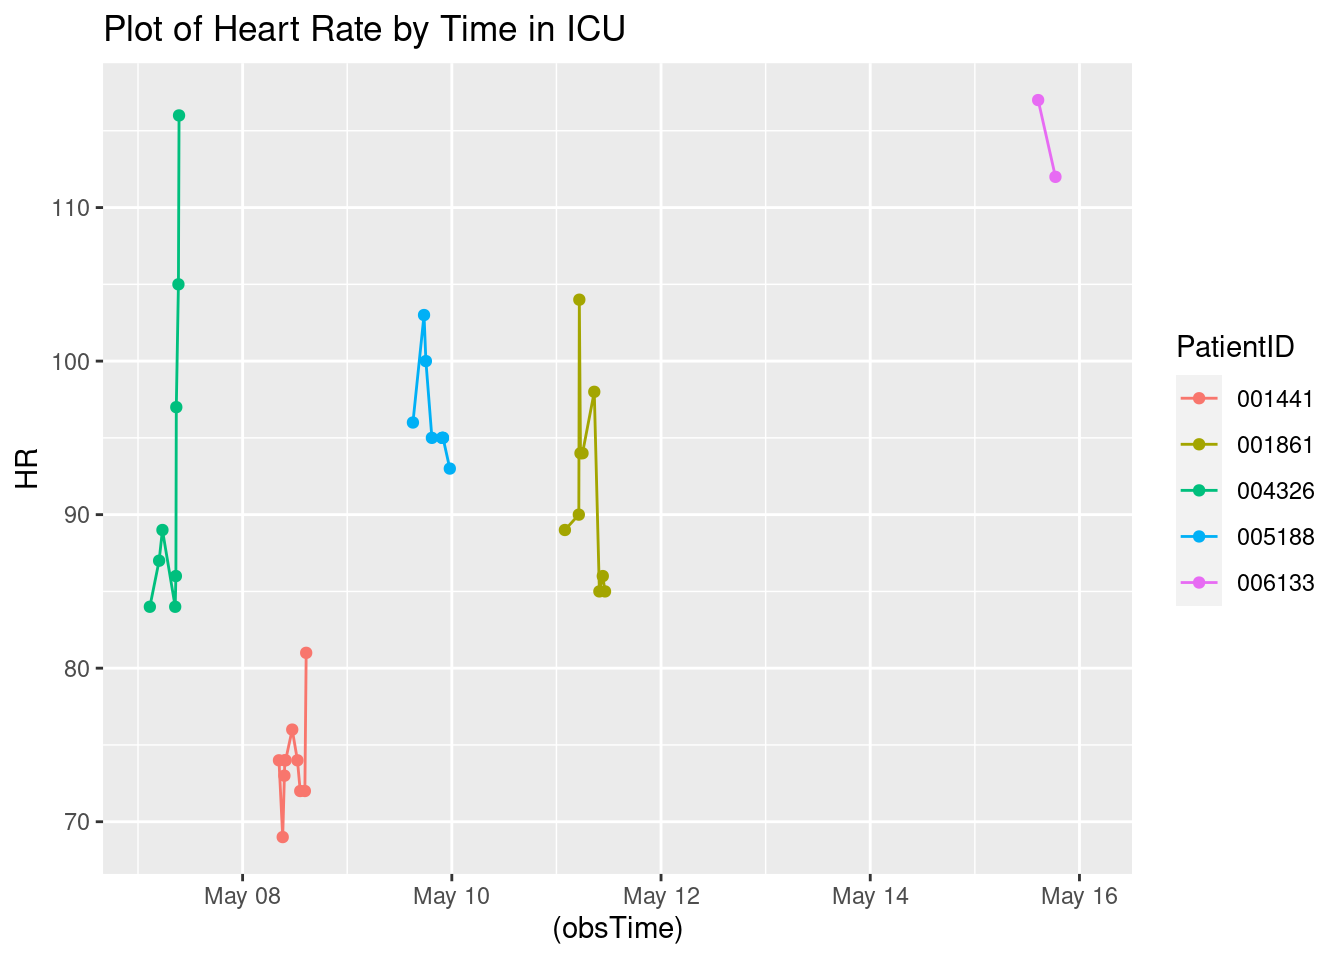 Plot of Heart Rate by Time in ICU
110
100
90
80
70
HR
May 08
May 10
May 12
May 14
May 16
(obsTime)
PatientID
001441
001861
004326
005188
006133